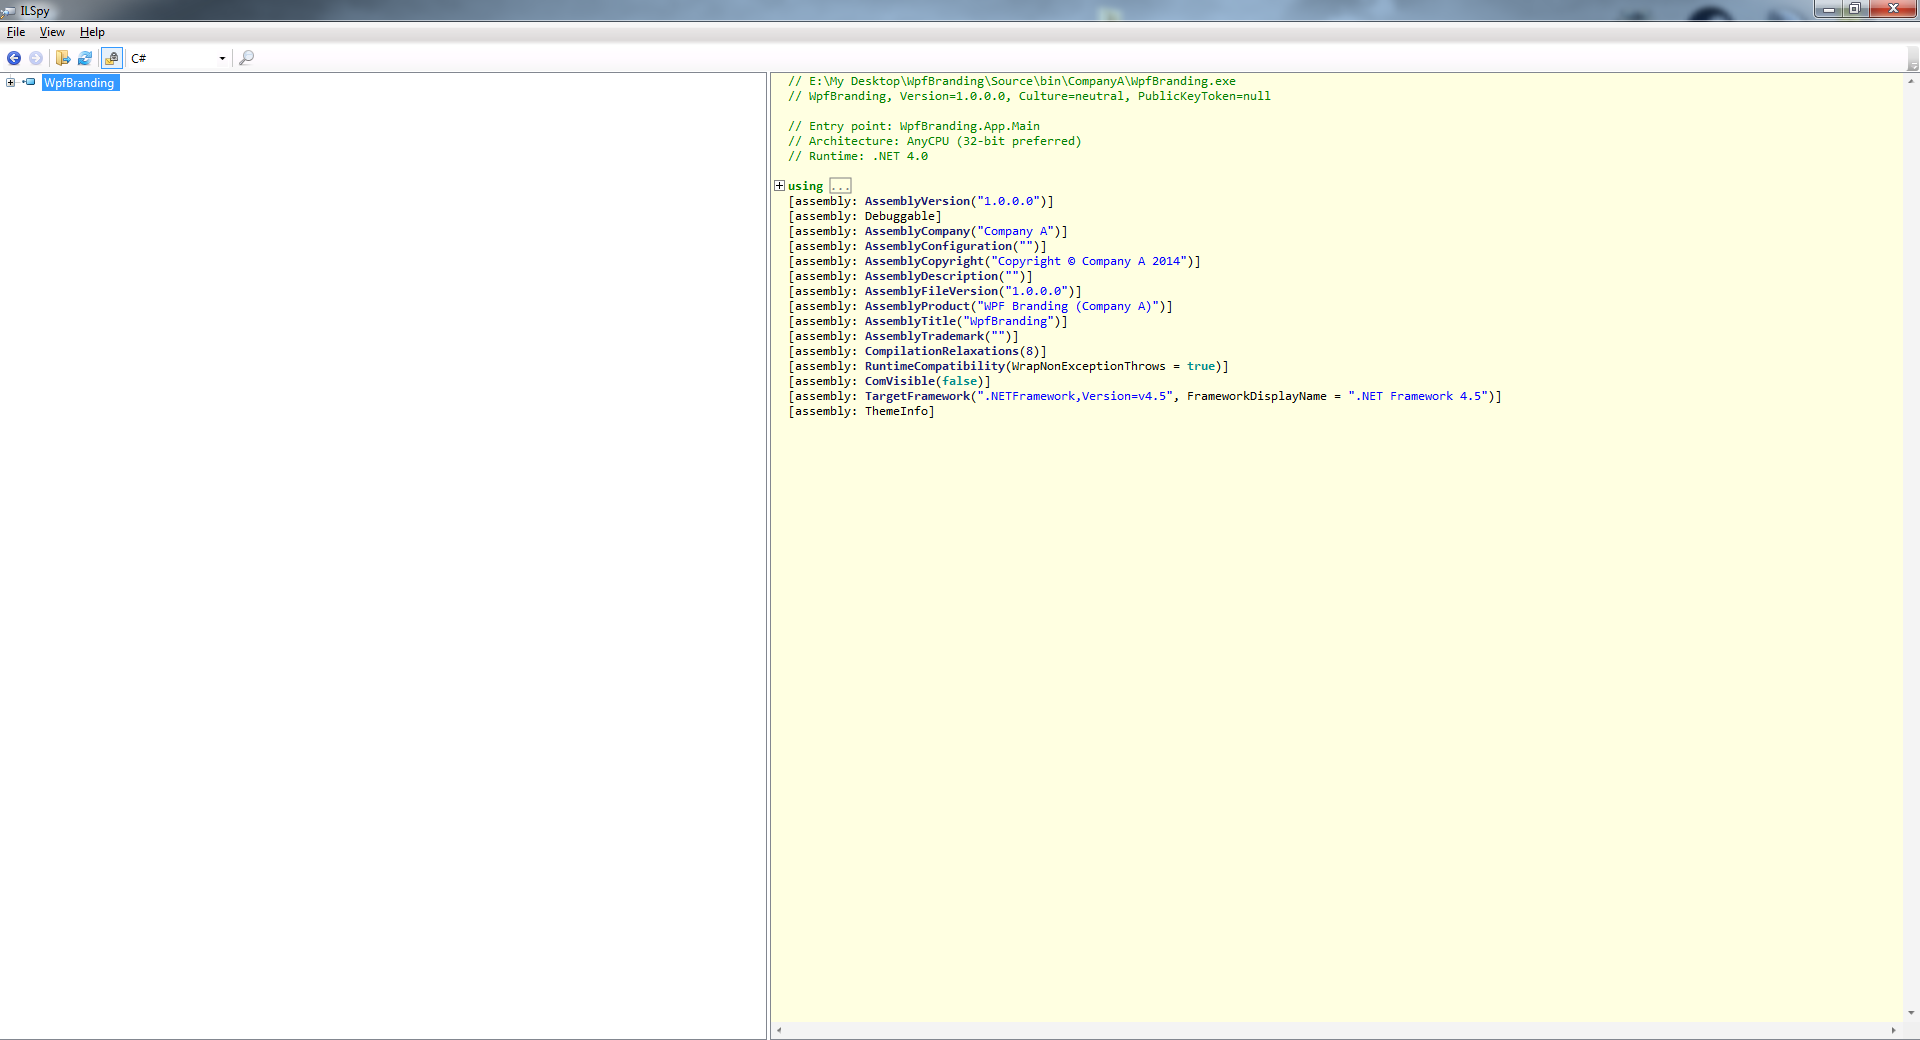 ILSpy
File View Help
C#
WpfBranding
// E:\My Desktop\WpfBranding\Source\bin\CompanyA\WpfBranding.exe
// WpfBranding, Version=1.0.0.0, Culture=neutral, PublicKeyToken=null
// Entry point: WpfBranding.App.Main
// Architecture: AnyCPU (32-bit preferred)
// Runtime: .NET 4.0
using ...
[assembly: AssemblyVersion("1.0.0.0")]
[assembly: Debuggable]
[assembly: AssemblyCompany("Company A")]
[assembly: AssemblyConfiguration("")]
[assembly: AssemblyCopyright("Copyright © Company A 2014")]
[assembly: AssemblyDescription("")]
[assembly: AssemblyFileVersion("1.0.0.0")]
[assembly: AssemblyProduct("WPF Branding (Company A)")]
[assembly: AssemblyTitle("WpfBranding")]
[assembly: AssemblyTrademark("")]
[assembly: CompilationRelaxations(8)]
[assembly: RuntimeCompatibility(WrapNonExceptionThrows = true)]
[assembly: ComVisible(false)]
[assembly: TargetFramework(".NETFramework,Version=v4.5", FrameworkDisplayName = ".NET Framework 4.5")]
[assembly: ThemeInfo]